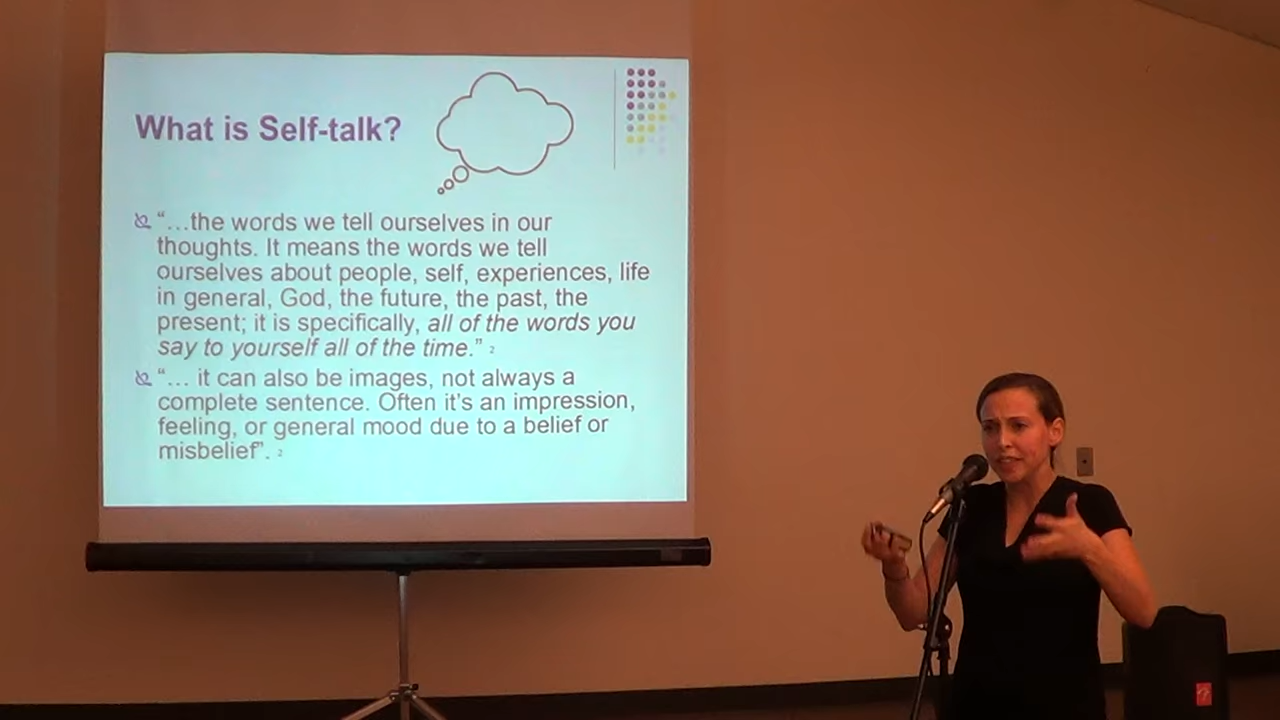 What is Self-talk?
“…the words we tell ourselves in our
thoughts. It means the words we tell
ourselves about people, self, experiences, life
in general, God, the future, the past, the
present; it is specifically, all of the words you
say to yourself all of the time.” 2
“… it can also be images, not always a
complete sentence. Often it’s an impression,
feeling, or general mood due to a belief or
misbelief”. 2